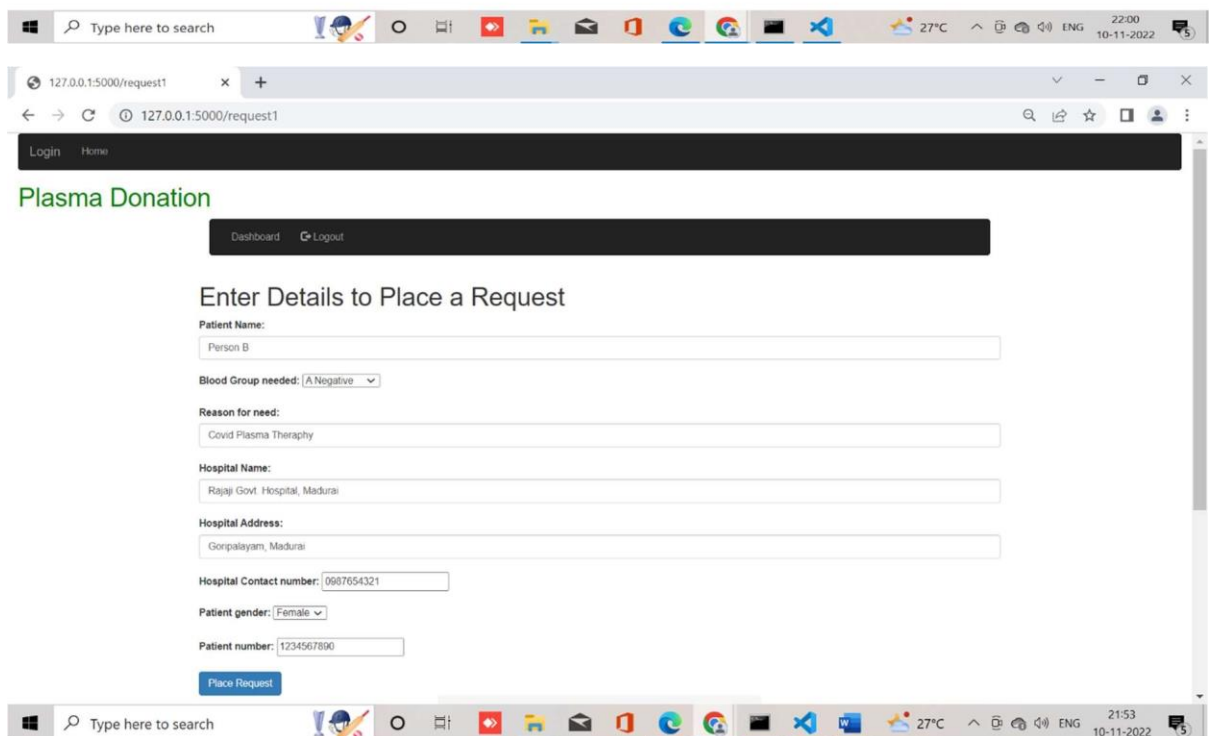 Type here to search
27°C
ENG
22:00
10-11-2022
5
127.0.0.1:5000/request1
127.0.0.1:5000/request1
Login Home
Plasma Donation
Dashboard Logout
Enter Details to Place a Request
Patient Name:
Person B
Blood Group needed: A Negative
Reason for need:
Covid Plasma Theraphy
Hospital Name:
Rajaji Govt. Hospital, Madurai
Hospital Address:
Goripalayam, Madurai
Hospital Contact number: 0987654321
Patient gender: Female
Patient number: 1234567890
Place Request
Type here to search
27°C
ENG
21:53
10-11-2022
5